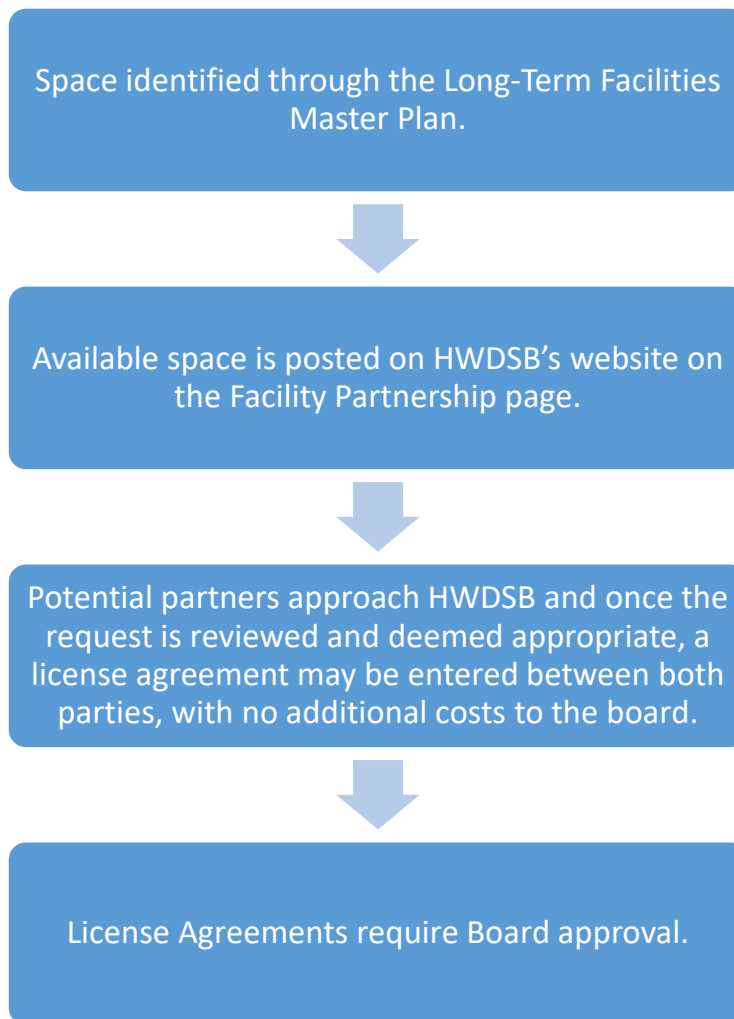 Space identified through the Long-Term Facilities
Master Plan.
Available space is posted on HWDSB’s website on
the Facility Partnership page.
Potential partners approach HWDSB and once the
request is reviewed and deemed appropriate, a
license agreement may be entered between both
parties, with no additional costs to the board.
License Agreements require Board approval.